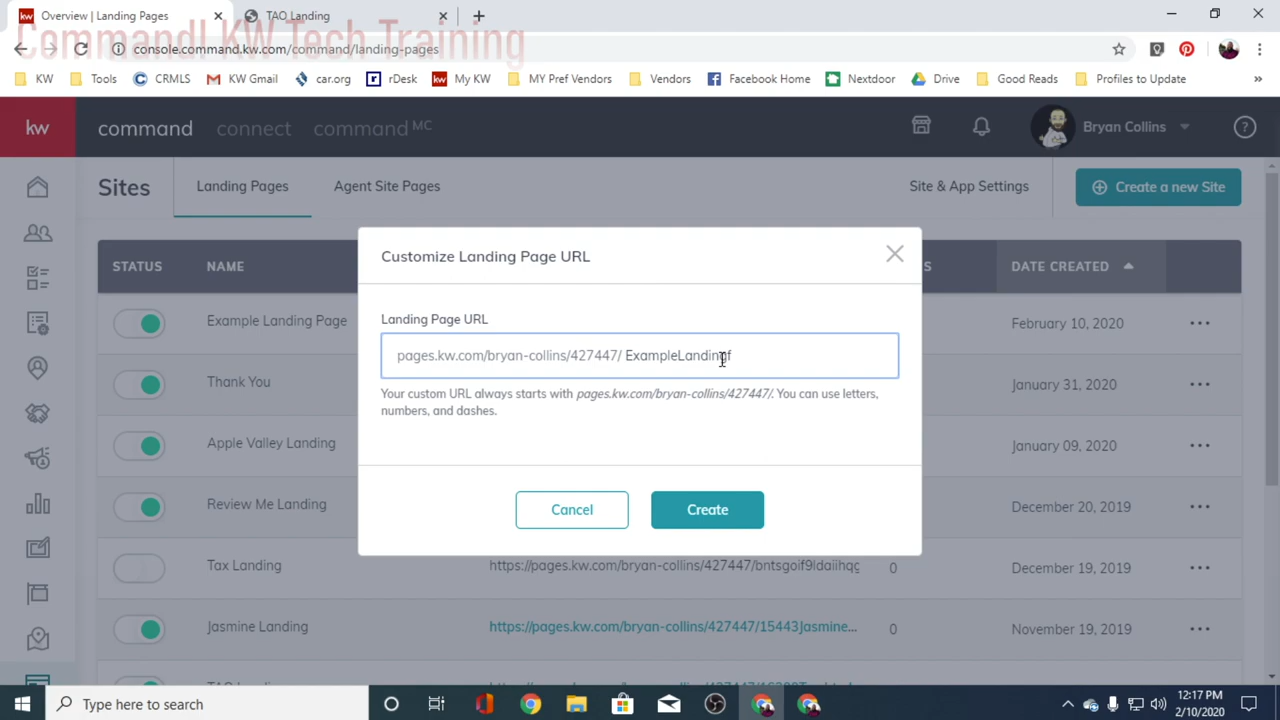 kw Overview | Landing Pages
TAO Landing
Command! KW Tech Training
console.command.kw.com/command/landing-pages
KW Tools CRMLS KW Gmail car.org rDesk kw My KW MY Pref Vendors Vendors Facebook Home Nextdoor Drive Good Reads Profiles to Update »
kw command connect command MC Bryan Collins ?
Sites Landing Pages Agent Site Pages Site & App Settings Create a new Site
STATUS NAME S DATE CREATED
Customize Landing Page URL
Example Landing Page February 10, 2020
Landing Page URL
pages.kw.com/bryan-collins/427447/ ExampleLandingf
Your custom URL always starts with pages.kw.com/bryan-collins/427447/. You can use letters,
numbers, and dashes.
Thank You January 31, 2020
Apple Valley Landing January 09, 2020
Review Me Landing December 20, 2019
Cancel Create
Tax Landing https://pages.kw.com/bryan-collins/427447/bntsgoif9ldaiihqg 0 December 19, 2019
Jasmine Landing https://pages.kw.com/bryan-collins/427447/15443Jasmine... 0 November 19, 2019
Type here to search
12:17 PM
2/10/2020